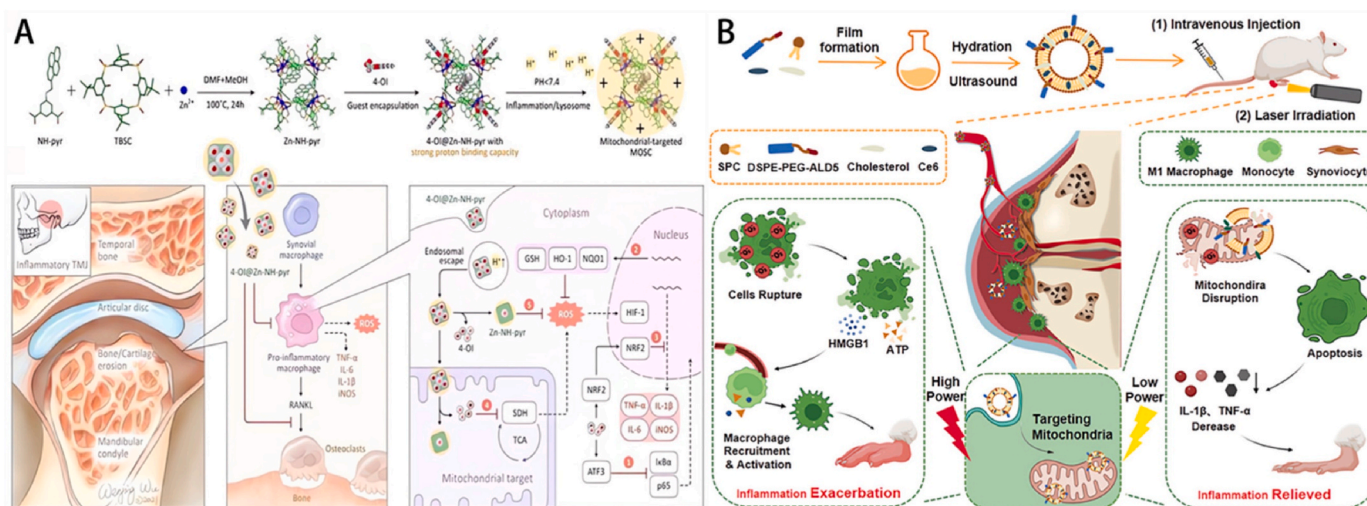 A
NH-pyr
+
TBSC
+
Zn²⁺
DMF+MeOH
100℃, 24h
Zn-NH-pyr
4-OI
Guest encapsulation
4-OI@Zn-NH-pyr with
strong proton binding capacity
H⁺
H⁺
H⁺
H⁺
H⁺
PH<7.4
Inflammation/Lysosome
Mitochondrial-targeted
MOSC
Inflammatory TMJ
Temporal
bone
Articular disc
Bone/Cartilage
erosion
Mandibular
condyle
4-OI@Zn-NH-pyr
Synovial
macrophage
ROS
Pro-inflammatory
macrophage
TNF-α
IL-6
IL-1β
iNOS
RANKL
Osteoclasts
Bone
4-OI@Zn-NH-pyr
Cytoplasm
Endosomal
escape
H⁺↑
Nucleus
GSH
HO-1
NQO1
2
5
ROS
HIF-1
Zn-NH-pyr
4-OI
NRF2
3
NRF2
4
SDH
TCA
TNF-α
IL-1β
IL-6
iNOS
ATF3
1
IκBα
p65
Mitochondrial target
B
Film
formation
Hydration
Ultrasound
(1) Intravenous Injection
(2) Laser Irradiation
SPC
DSPE-PEG-ALD5
Cholesterol
Ce6
M1 Macrophage
Monocyte
Synoviocyte
Cells Rupture
HMGB1
ATP
Macrophage
Recruitment
& Activation
Inflammation Exacerbation
High
Power
Targeting
Mitochondria
Low
Power
Mitochondira
Disruption
Apoptosis
IL-1β、TNF-α
Derease
Inflammation Relieved